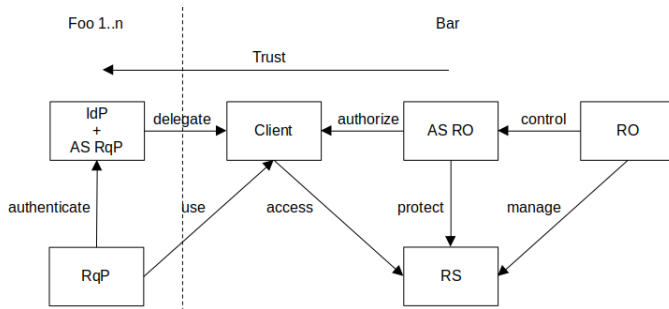 Foo 1..n
Bar
Trust
IdP
+
AS RqP
delegate
Client
authorize
AS RO
control
RO
authenticate
use
access
protect
manage
RqP
RS